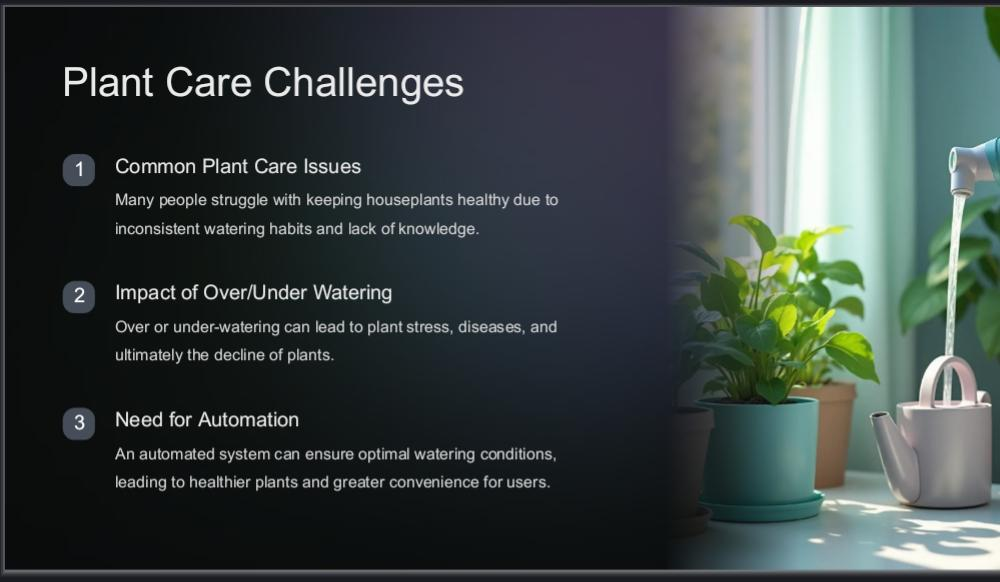 Plant Care Challenges
1
Common Plant Care Issues
Many people struggle with keeping houseplants healthy due to
inconsistent watering habits and lack of knowledge.
2
Impact of Over/Under Watering
Over or under-watering can lead to plant stress, diseases, and
ultimately the decline of plants.
3
Need for Automation
An automated system can ensure optimal watering conditions,
leading to healthier plants and greater convenience for users.